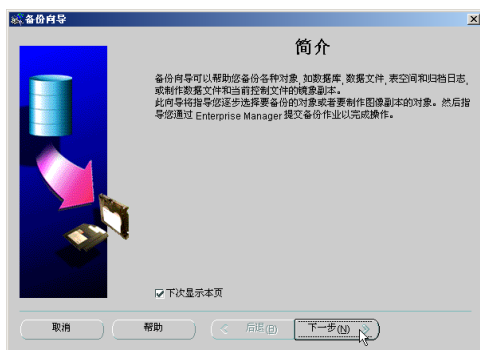 备份向导
简介
备份向导可以帮助您备份各种对象,如数据库,数据文件,表空间和归档日志,
或制作数据文件和当前控制文件的镜象副本。
此向导将指导您逐步选择要备份的对象或者要制作图像副本的对象。然后指
导您通过 Enterprise Manager 提交备份作业以完成操作。
下次显示本页
取消 帮助 后退(B) 下一步(N)